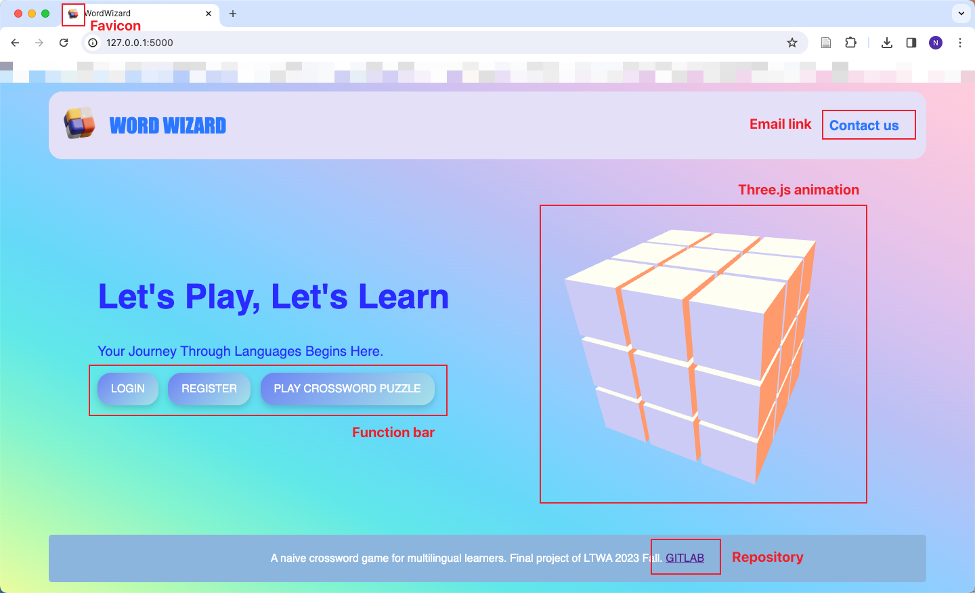 WordWizard
Favicon
127.0.0.1:5000
N
WORD WIZARD
Email link
Contact us
Three.js animation
Let's Play, Let's Learn
Your Journey Through Languages Begins Here.
LOGIN
REGISTER
PLAY CROSSWORD PUZZLE
Function bar
A naive crossword game for multilingual learners. Final project of LTWA 2023 Fall. GITLAB
Repository